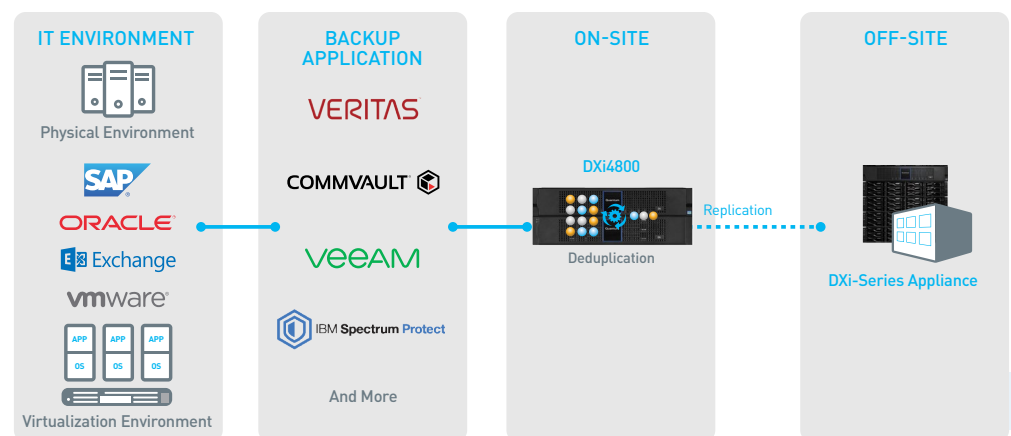 IT ENVIRONMENT
Physical Environment
SAP®
ORACLE®
E Exchange
vmware®
APP APP APP
OS OS OS
Virtualization Environment
BACKUP
APPLICATION
VERITAS
COMMVAULT®
VEEAM
IBM Spectrum Protect
And More
ON-SITE
DXi4800
Deduplication
Replication
OFF-SITE
DXi-Series Appliance